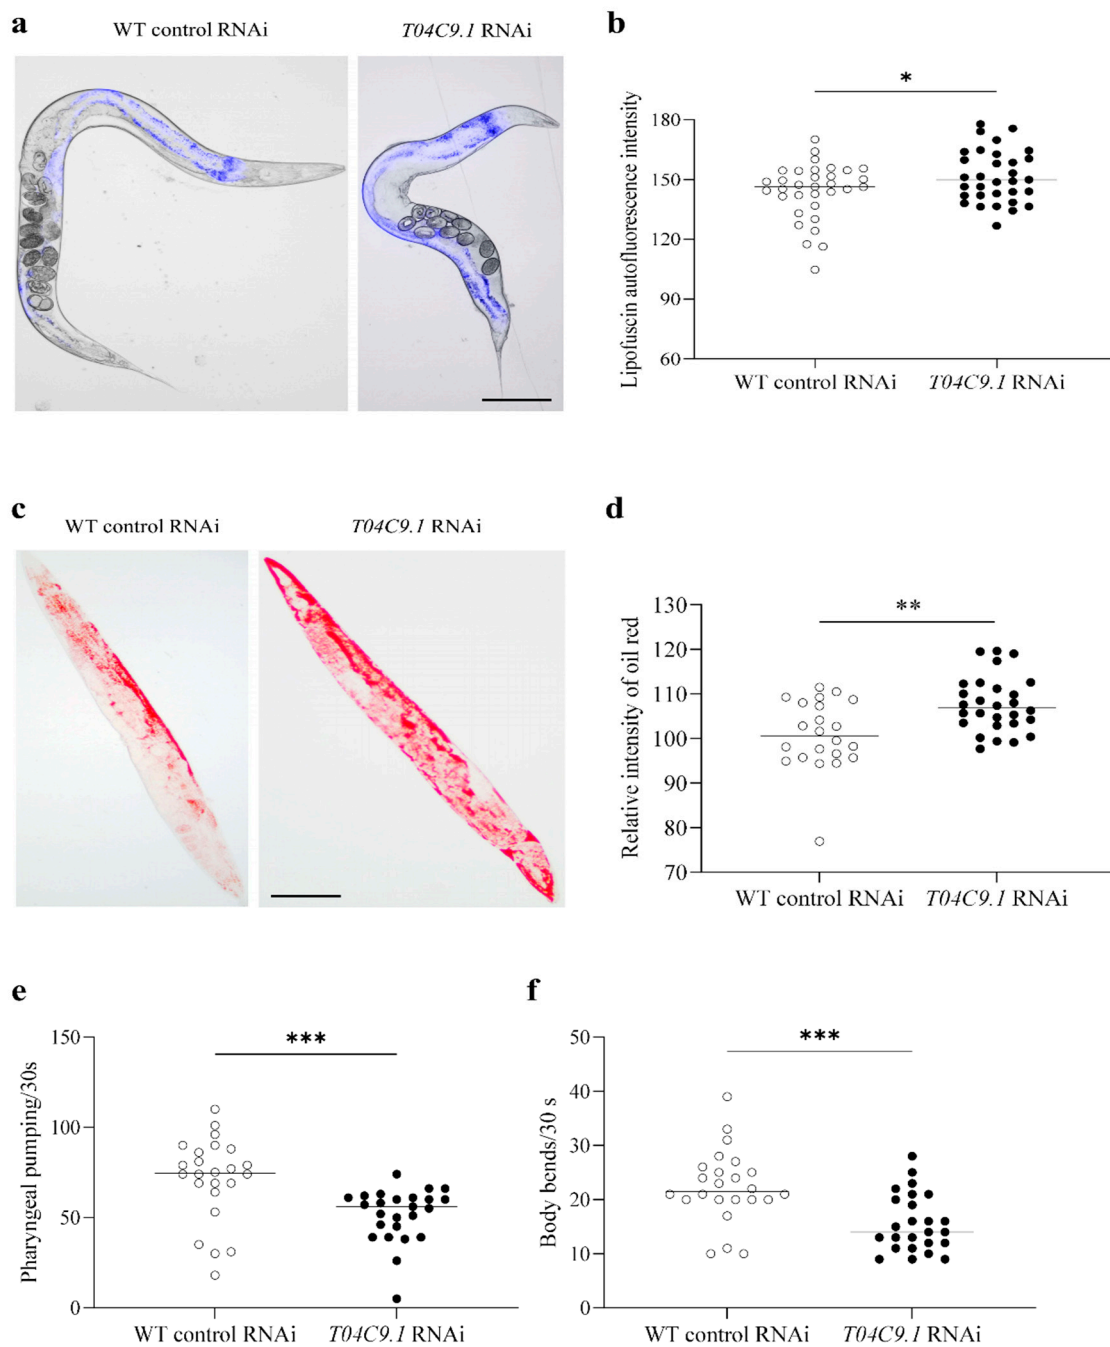 a
WT control RNAi
T04C9.1 RNAi
b
*
Lipofuscin autofluorescence intensity
180
150
120
90
60
WT control RNAi
T04C9.1 RNAi
c
WT control RNAi
T04C9.1 RNAi
d
**
Relative intensity of oil red
130
120
110
100
90
80
70
WT control RNAi
T04C9.1 RNAi
e
***
Pharyngeal pumping/30s
150
100
50
0
WT control RNAi
T04C9.1 RNAi
f
***
Body bends/30 s
50
40
30
20
10
0
WT control RNAi
T04C9.1 RNAi